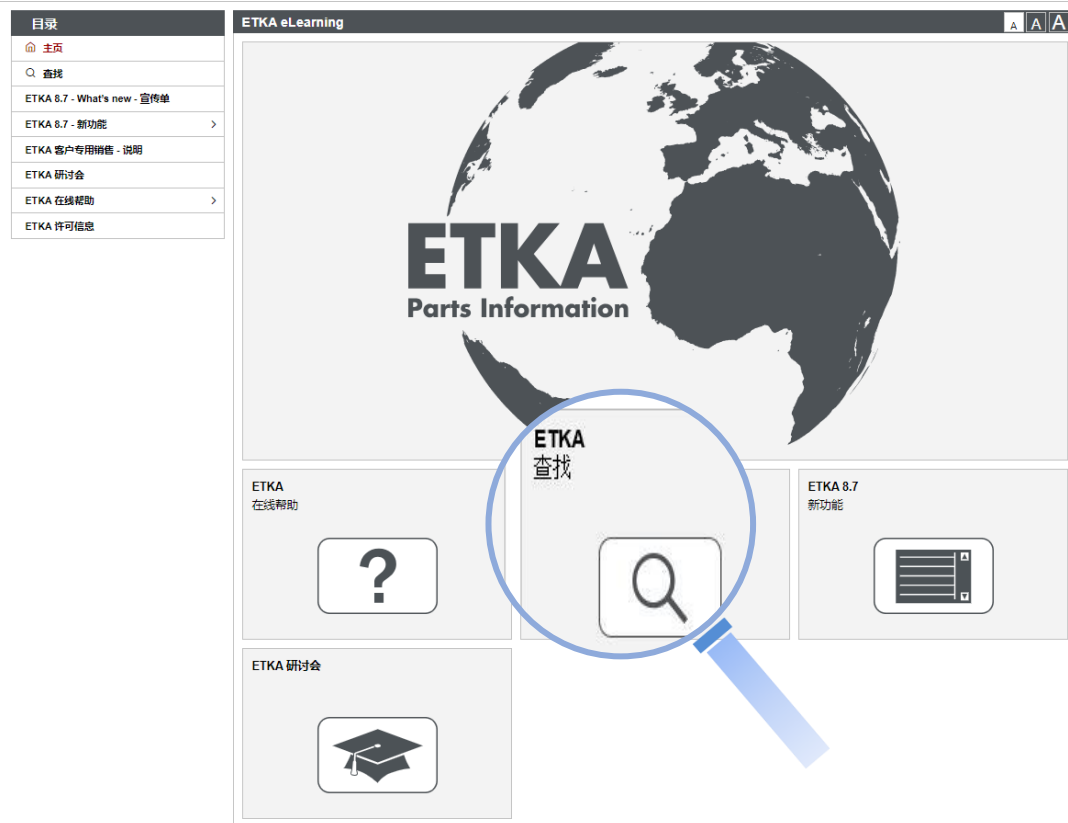 目录
主页
查找
ETKA 8.7 - What's new - 宣传单
ETKA 8.7 - 新功能
ETKA 客户专用销售 - 说明
ETKA 研讨会
ETKA 在线帮助
ETKA 许可信息
ETKA eLearning
A A A
ETKA
Parts Information
ETKA
在线帮助
?
ETKA
查找
ETKA 8.7
新功能
ETKA 研讨会